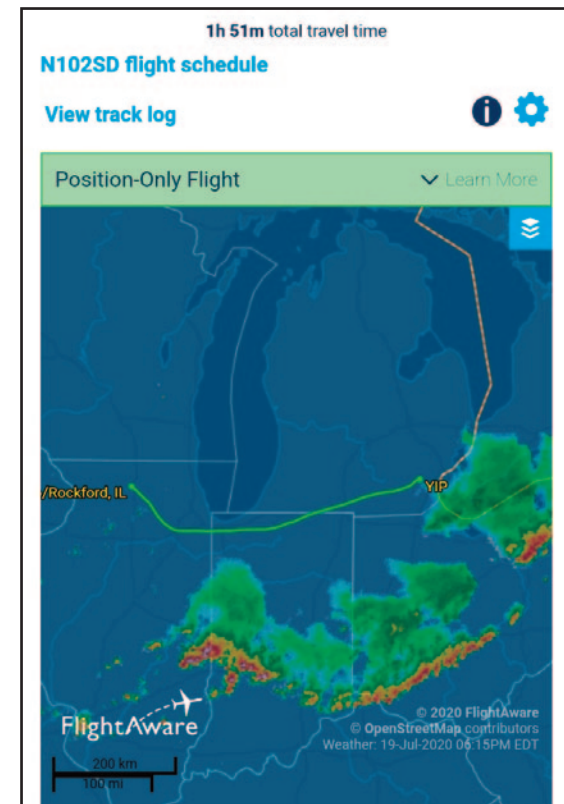 1h 51m total travel time
N102SD flight schedule
View track log
Position-Only Flight Learn More
/Rockford, IL
YIP
FlightAware
© 2020 FlightAware
© OpenStreetMap contributors
Weather: 19-Jul-2020 06:15PM EDT
200 km
100 mi